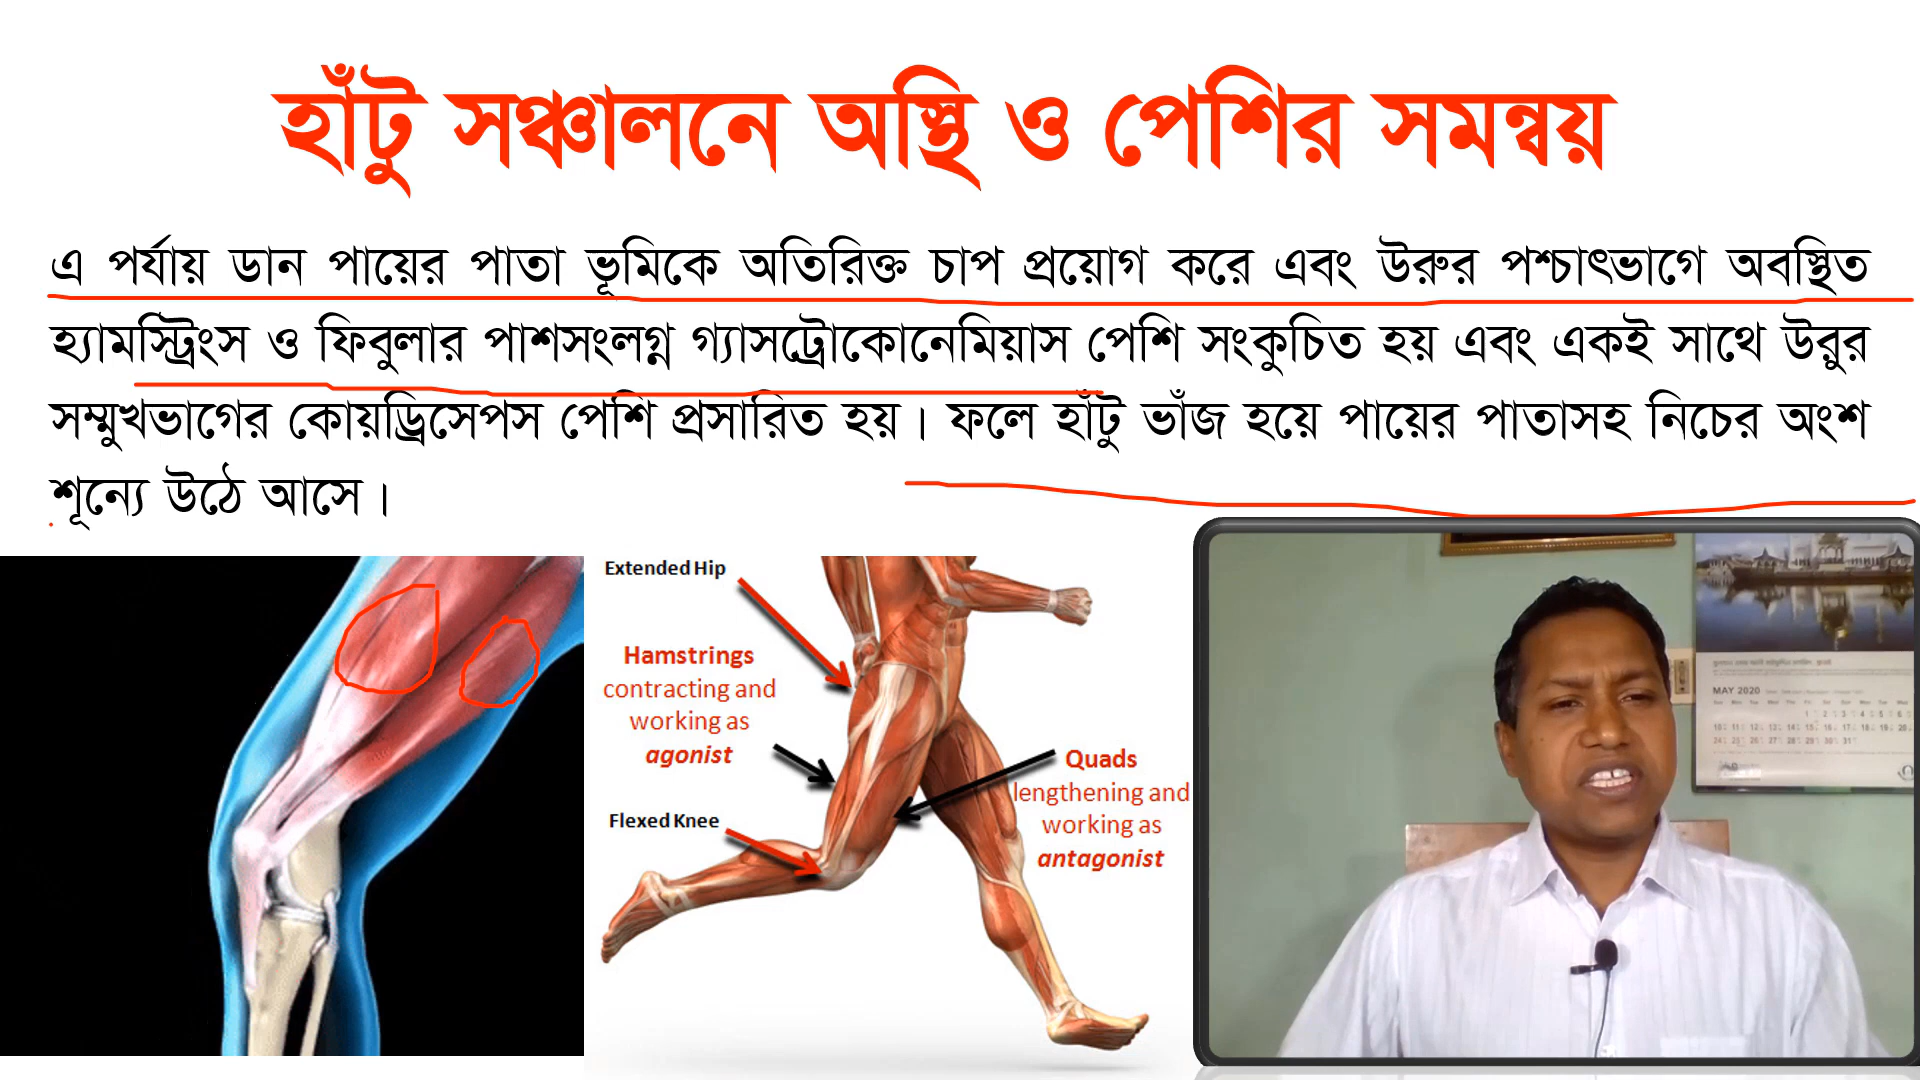 হাঁটু সঞ্চালনে অস্থি ও পেশির সমন্বয়
এ পর্যায় ডান পায়ের পাতা ভূমিকে অতিরিক্ত চাপ প্রয়োগ করে এবং উরুর পশ্চাৎভাগে অবস্থিত
হ্যামস্ট্রিংস ও ফিবুলার পাশসংলগ্ন গ্যাসট্রোকোনেমিয়াস পেশি সংকুচিত হয় এবং একই সাথে উরুর
সম্মুখভাগের কোয়ড্রিসেপস পেশি প্রসারিত হয়। ফলে হাঁটু ভাঁজ হয়ে পায়ের পাতাসহ নিচের অংশ
শূন্যে উঠে আসে।
Extended Hip
Hamstrings
contracting and
working as
agonist
Flexed Knee
Quads
lengthening and
working as
antagonist
MAY 2020